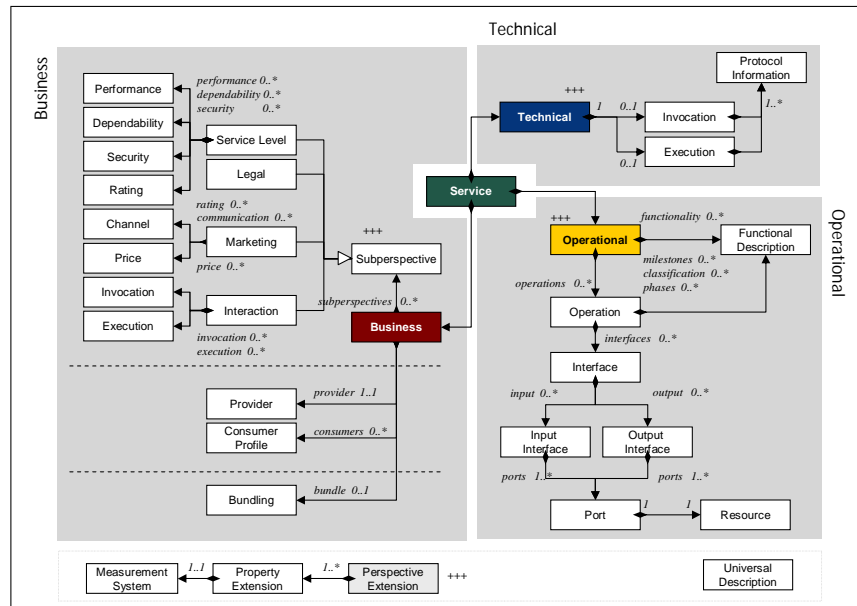 Technical
Business
Operational
Performance
Dependability
Security
Rating
Channel
Price
Invocation
Execution
performance 0..*
dependability 0..*
security 0..*
Service Level
Legal
rating 0..*
communication 0..*
Marketing
price 0..*
Interaction
invocation 0..*
execution 0..*
+++
Subperspective
subperspectives 0..*
Business
provider 1..1
Provider
Consumer
Profile
consumers 0..*
bundle 0..1
Bundling
Service
+++
Technical
1
0..1
0..1
Invocation
Execution
Protocol
Information
1..*
+++
Operational
functionality 0..*
Functional
Description
milestones 0..*
classification 0..*
phases 0..*
operations 0..*
Operation
interfaces 0..*
Interface
input 0..*
output 0..*
Input
Interface
Output
Interface
ports 1..*
ports 1..*
Port
1
1
Resource
Measurement
System
1..1
Property
Extension
1..*
Perspective
Extension
+++
Universal
Description